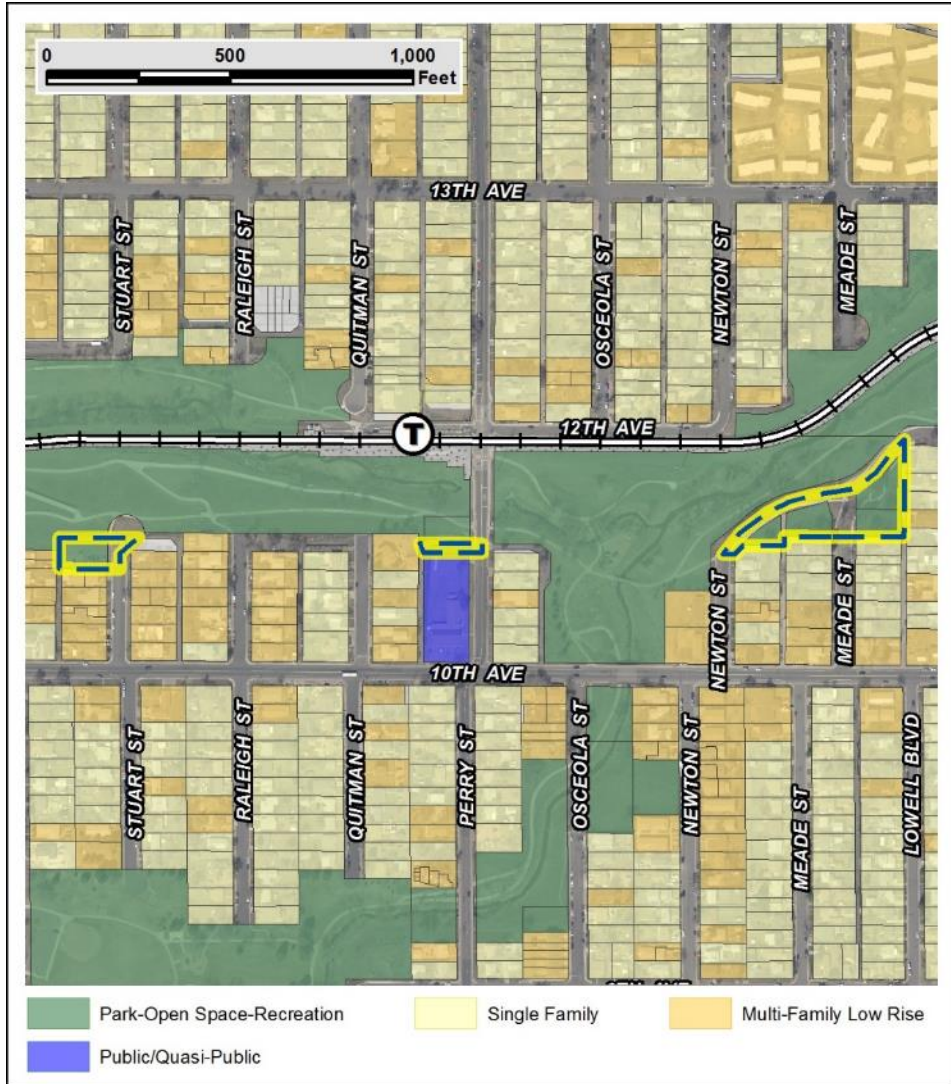 0 500 1,000
Feet
13TH AVE
STUART ST
RALEIGH ST
QUITMAN ST
OSCEOLA ST
NEWTON ST
MEADE ST
12TH AVE
T
NEWTON ST
MEADE ST
10TH AVE
STUART ST
RALEIGH ST
QUITMAN ST
PERRY ST
OSCEOLA ST
NEWTON ST
MEADE ST
LOWELL BLVD
Park-Open Space-Recreation
Single Family
Multi-Family Low Rise
Public/Quasi-Public